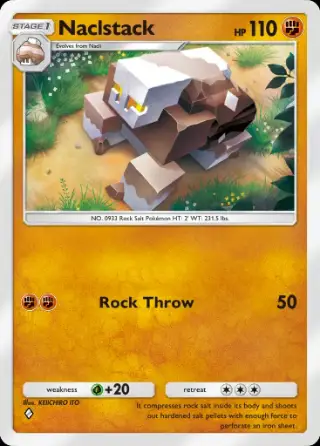 STAGE 1
Naclstack
HP 110
Evolves from Nacli
NO. 0933 Rock Salt Pokémon HT: 2' WT: 231.5 lbs.
Rock Throw 50
weakness +20 retreat
Illus. KEIICHIRO ITO
It compresses rock salt inside its body and shoots
out hardened salt pellets with enough force to
perforate an iron sheet.